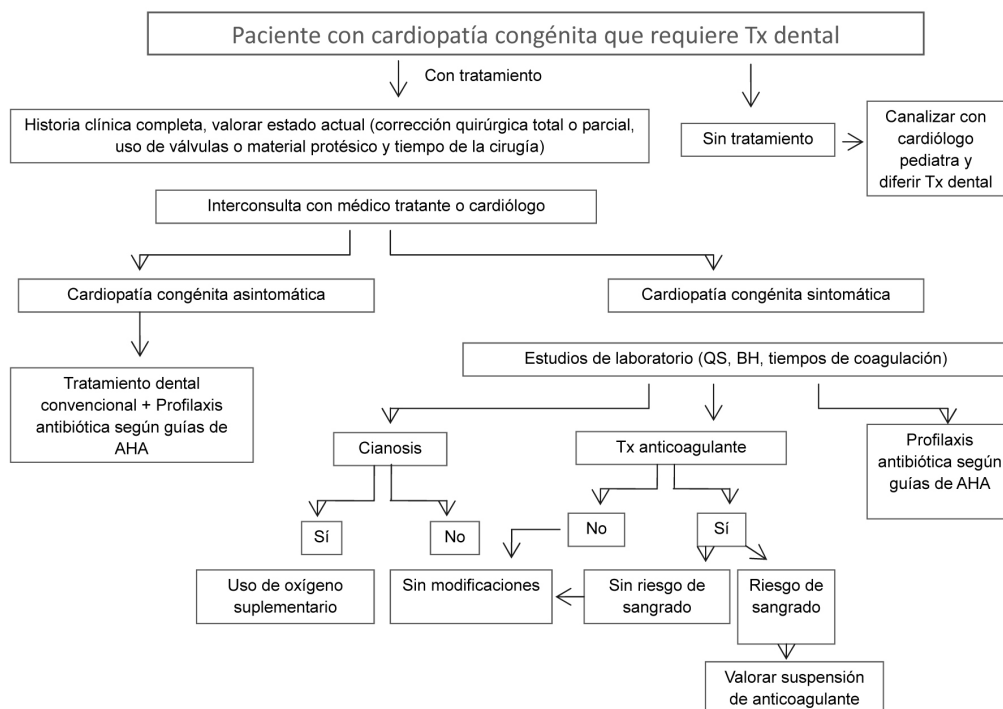 Paciente con cardiopatía congénita que requiere Tx dental
Con tratamiento
Historia clínica completa, valorar estado actual (corrección quirúrgica total o parcial,
uso de válvulas o material protésico y tiempo de la cirugía)
Sin tratamiento
Canalizar con
cardiólogo
pediatra y
diferir Tx dental
Interconsulta con médico tratante o cardiólogo
Cardiopatía congénita asintomática
Cardiopatía congénita sintomática
Tratamiento dental
convencional + Profilaxis
antibiótica según guías de
AHA
Estudios de laboratorio (QS, BH, tiempos de coagulación)
Cianosis
Tx anticoagulante
Profilaxis
antibiótica según
guías de AHA
Sí
No
No
Sí
Uso de oxígeno
suplementario
Sin modificaciones
Sin riesgo de
sangrado
Riesgo de
sangrado
Valorar suspensión
de anticoagulante